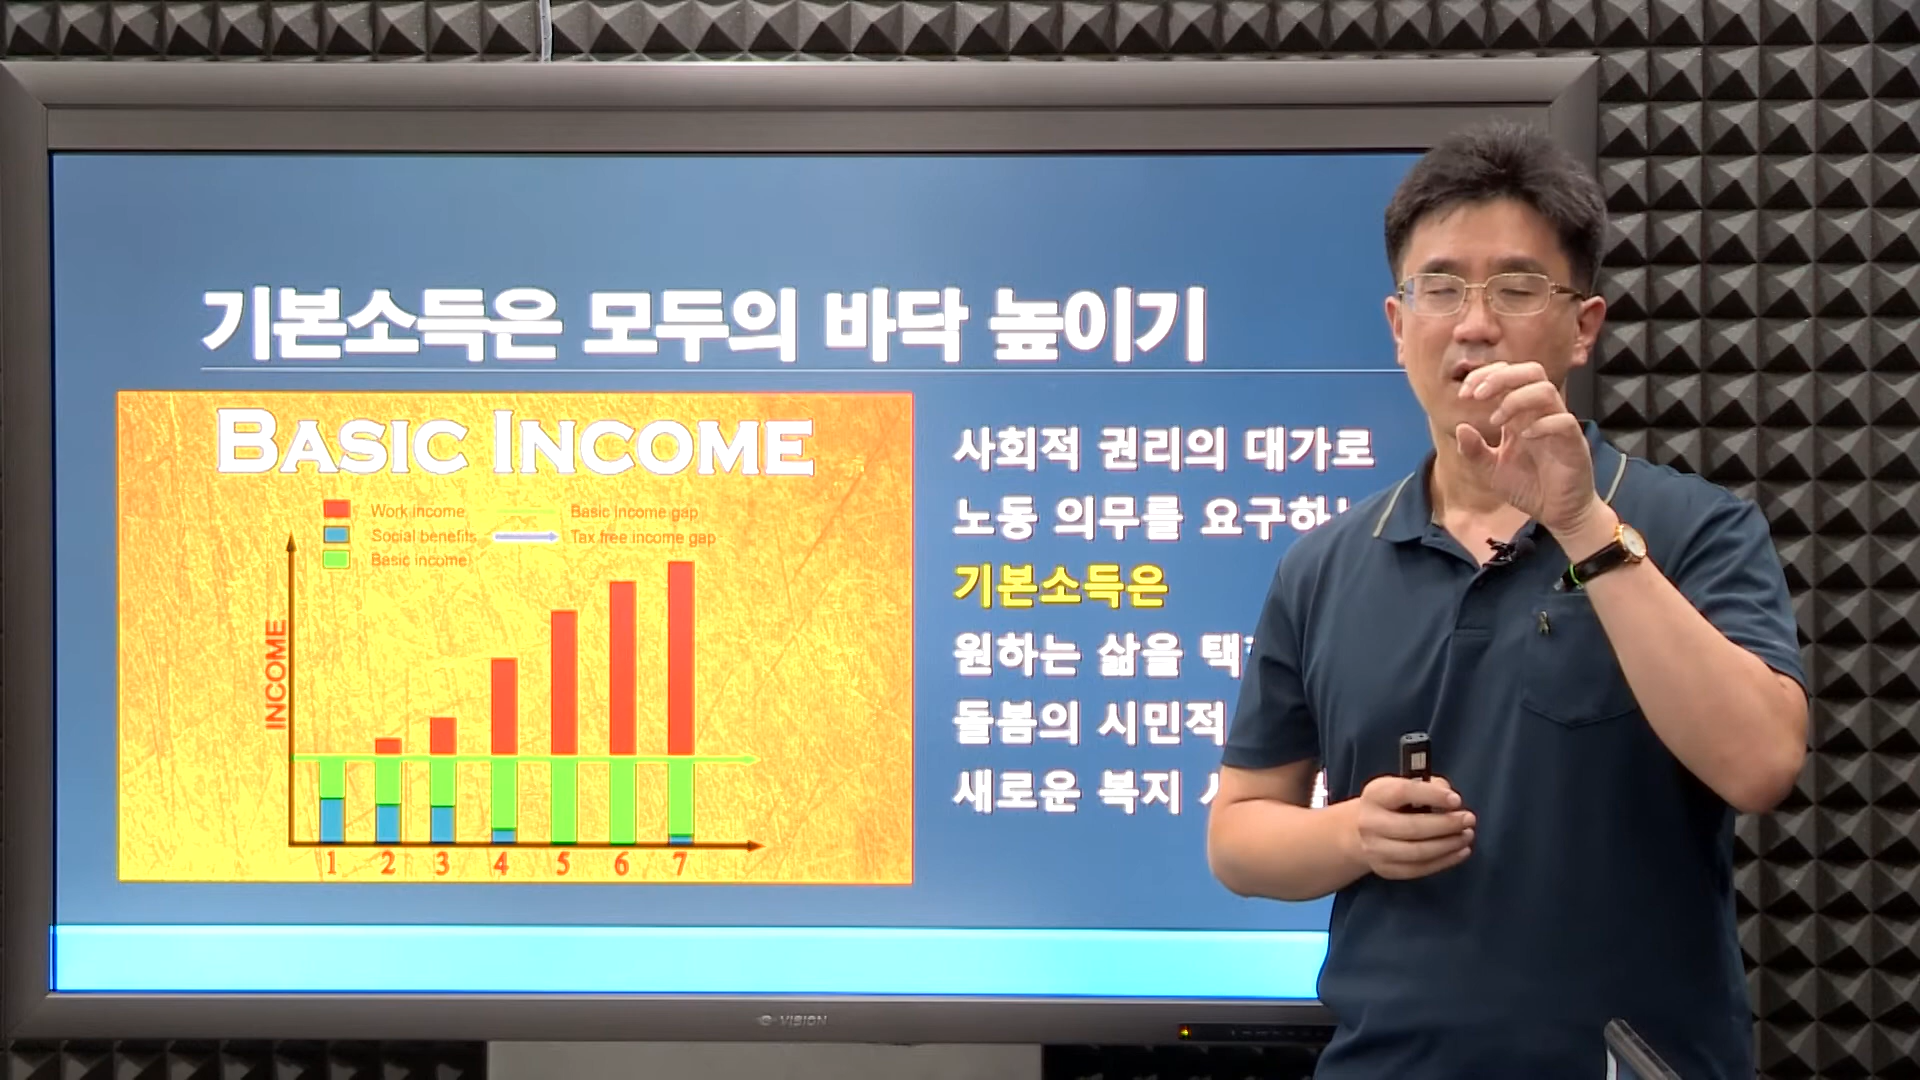 기본소득은 모두의 바닥 높이기
BASIC INCOME
Work income
Social benefits
Basic income
Basic income gap
Tax free income gap
INCOME
1 2 3 4 5 6 7
사회적 권리의 대가로
노동 의무를 요구하는
기본소득은
원하는 삶을
돌봄의 시민적
새로운 복지
VISION